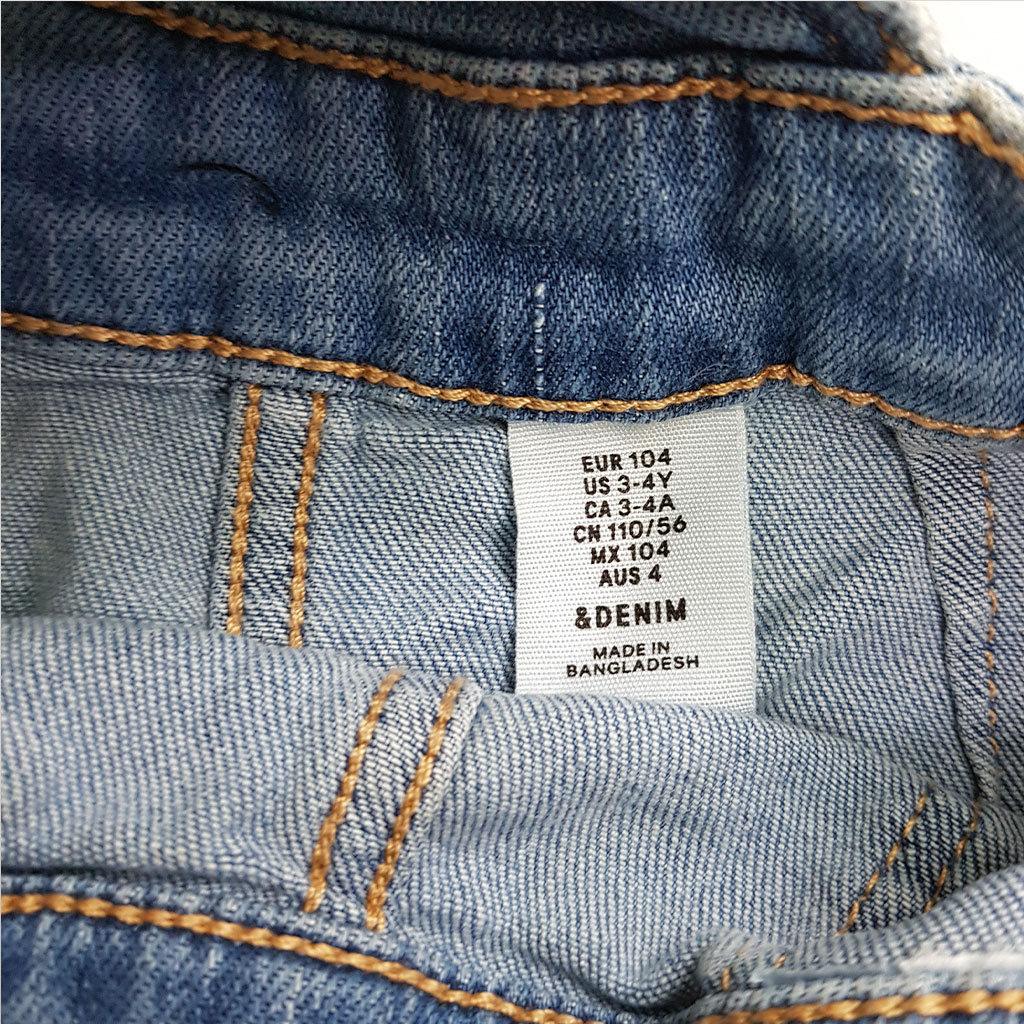 EUR 104
US 3-4Y
CA 3-4A
CN 110/56
MX 104
AUS 4
&DENIM
MADE IN
BANGLADESH